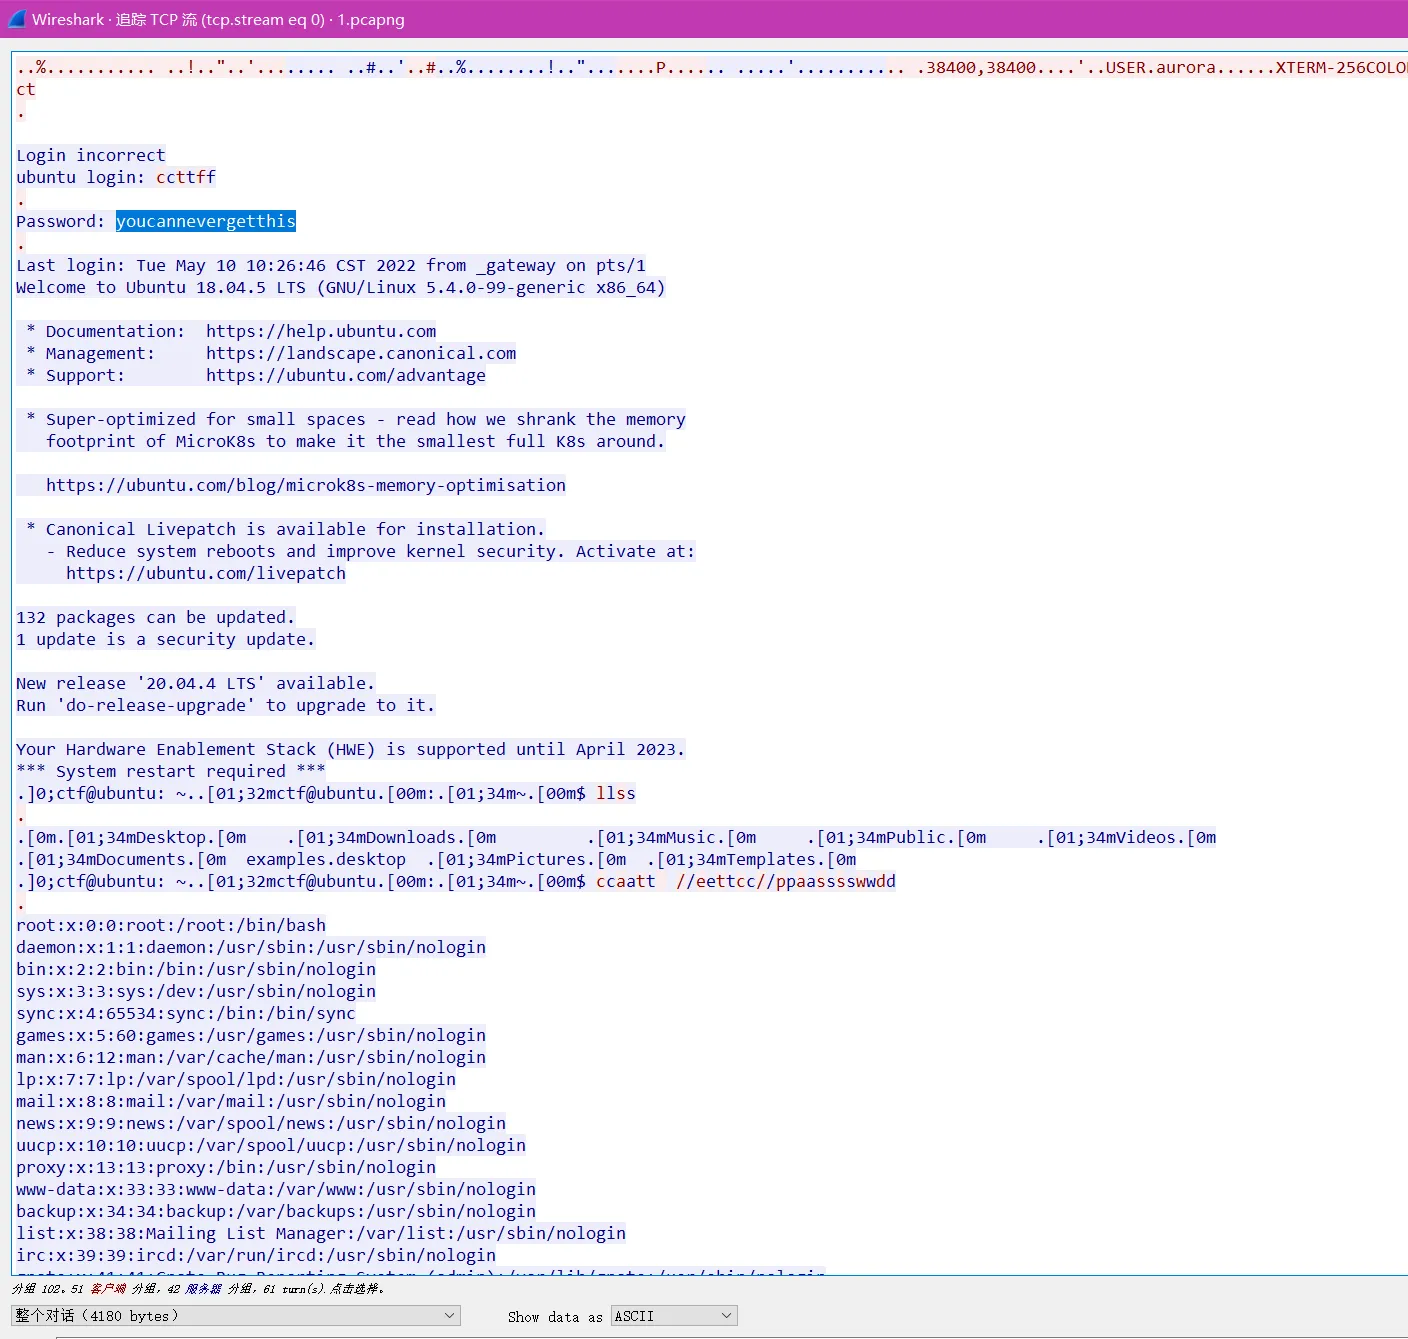 Wireshark · 追踪 TCP 流 (tcp.stream eq 0) · 1.pcapng
..%........... ..!.."..'......... ..#..'..#..%........!.."........P...... .....'........... .38400,38400....'..USER.aurora......XTERM-256COLO
ct
.
Login incorrect
ubuntu login: ccttff
.
Password: youcannevergetthis
.
Last login: Tue May 10 10:26:46 CST 2022 from _gateway on pts/1
Welcome to Ubuntu 18.04.5 LTS (GNU/Linux 5.4.0-99-generic x86_64)
* Documentation:  https://help.ubuntu.com
* Management:     https://landscape.canonical.com
* Support:        https://ubuntu.com/advantage
* Super-optimized for small spaces - read how we shrank the memory
footprint of MicroK8s to make it the smallest full K8s around.
https://ubuntu.com/blog/microk8s-memory-optimisation
* Canonical Livepatch is available for installation.
- Reduce system reboots and improve kernel security. Activate at:
https://ubuntu.com/livepatch
132 packages can be updated.
1 update is a security update.
New release '20.04.4 LTS' available.
Run 'do-release-upgrade' to upgrade to it.
Your Hardware Enablement Stack (HWE) is supported until April 2023.
*** System restart required ***
.]0;ctf@ubuntu: ~..[01;32mctf@ubuntu.[00m:.[01;34m~.[00m$ llss
.
.[0m.[01;34mDesktop.[0m    .[01;34mDownloads.[0m         .[01;34mMusic.[0m     .[01;34mPublic.[0m     .[01;34mVideos.[0m
.[01;34mDocuments.[0m  examples.desktop  .[01;34mPictures.[0m  .[01;34mTemplates.[0m
.]0;ctf@ubuntu: ~..[01;32mctf@ubuntu.[00m:.[01;34m~.[00m$ ccaatt  //eettcc//ppaasssswwdd
.
root:x:0:0:root:/root:/bin/bash
daemon:x:1:1:daemon:/usr/sbin:/usr/sbin/nologin
bin:x:2:2:bin:/bin:/usr/sbin/nologin
sys:x:3:3:sys:/dev:/usr/sbin/nologin
sync:x:4:65534:sync:/bin:/bin/sync
games:x:5:60:games:/usr/games:/usr/sbin/nologin
man:x:6:12:man:/var/cache/man:/usr/sbin/nologin
lp:x:7:7:lp:/var/spool/lpd:/usr/sbin/nologin
mail:x:8:8:mail:/var/mail:/usr/sbin/nologin
news:x:9:9:news:/var/spool/news:/usr/sbin/nologin
uucp:x:10:10:uucp:/var/spool/uucp:/usr/sbin/nologin
proxy:x:13:13:proxy:/bin:/usr/sbin/nologin
www-data:x:33:33:www-data:/var/www:/usr/sbin/nologin
backup:x:34:34:backup:/var/backups:/usr/sbin/nologin
list:x:38:38:Mailing List Manager:/var/list:/usr/sbin/nologin
irc:x:39:39:ircd:/var/run/ircd:/usr/sbin/nologin
分组 102。51 客户端 分组，42 服务器 分组，61 turn(s).点击选择。
整个对话（4180 bytes）
Show data as ASCII